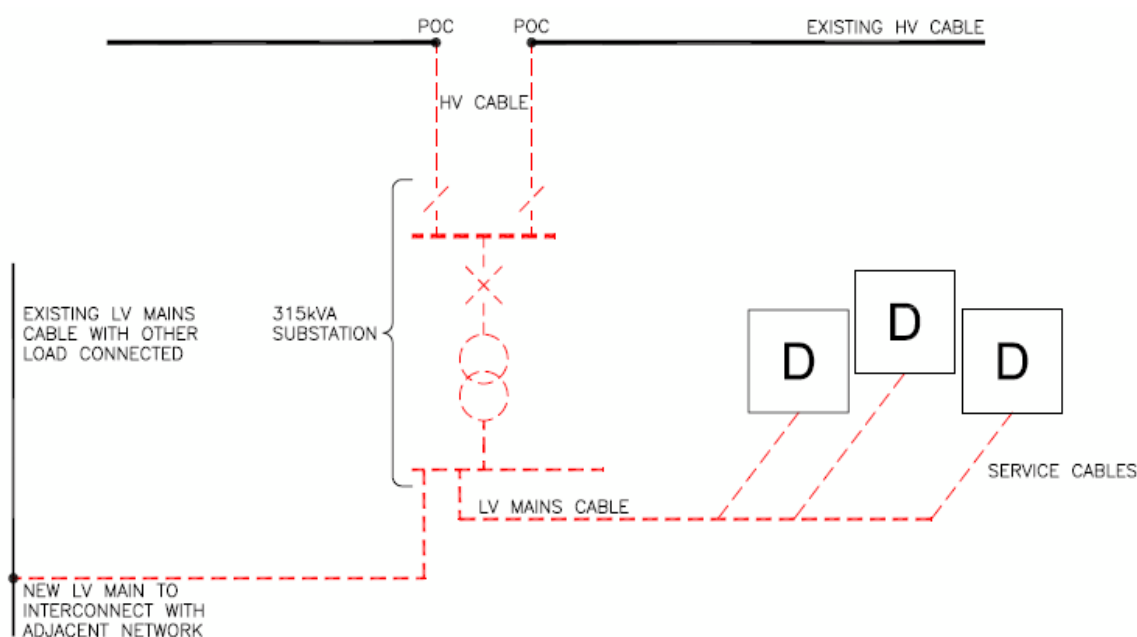 POC
POC
EXISTING HV CABLE
HV CABLE
EXISTING LV MAINS
CABLE WITH OTHER
LOAD CONNECTED
315kVA
SUBSTATION
D
D
D
SERVICE CABLES
LV MAINS CABLE
NEW LV MAIN TO
INTERCONNECT WITH
ADJACENT NETWORK